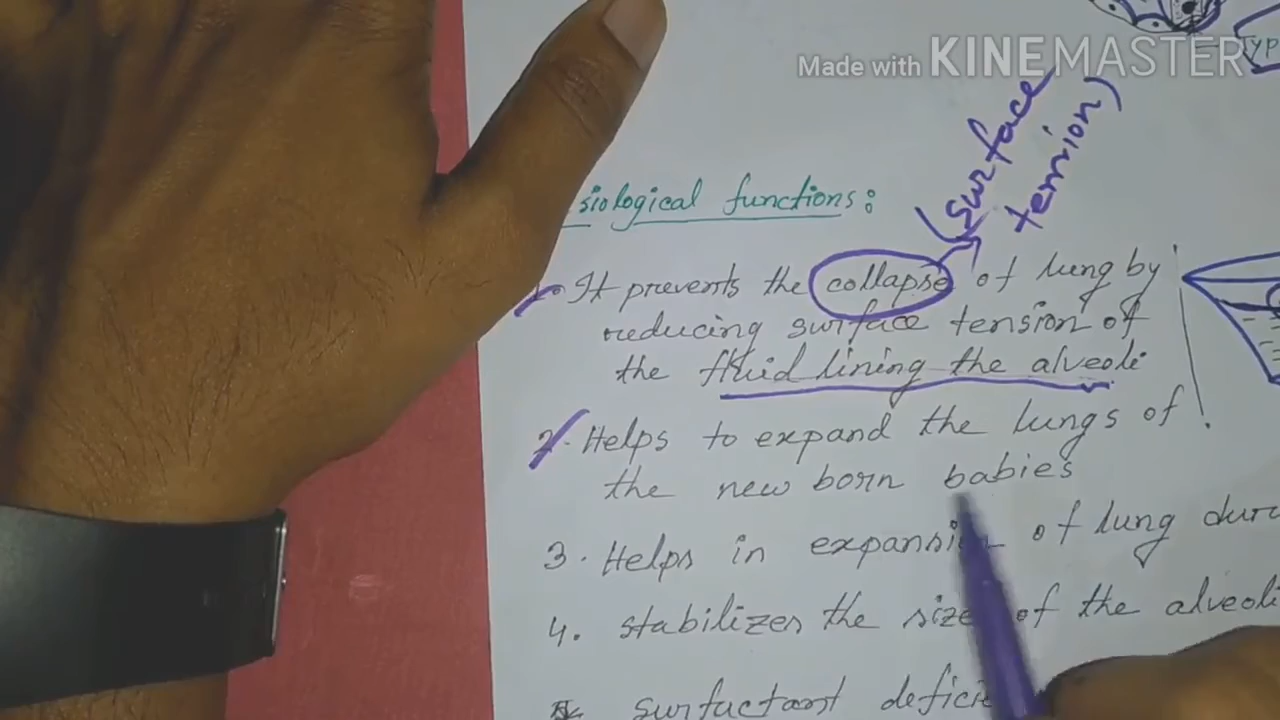 Made with KINEMASTER
YP
(surface
tension)
siological functions:
1. It prevents the collapse of lung by
reducing surface tension of
the fluid lining the alveoli
2. Helps to expand the lungs of
the new born babies
3. Helps in expansion of lung dur
4. stabilizes the size of the alveoli
surfactant defici